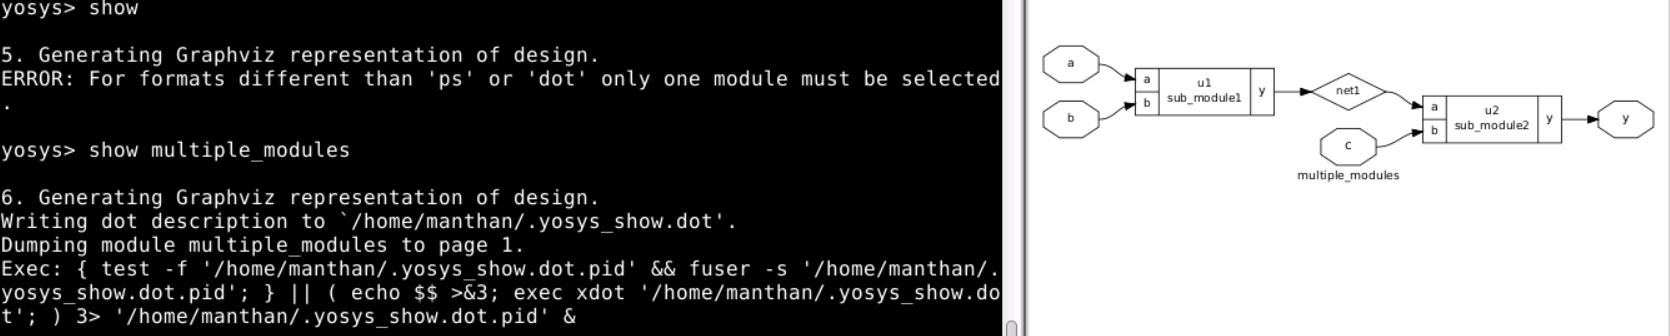 yosys> show
5. Generating Graphviz representation of design.
ERROR: For formats different than 'ps' or 'dot' only one module must be selected
.
yosys> show multiple_modules
6. Generating Graphviz representation of design.
Writing dot description to `/home/manthan/.yosys_show.dot'.
Dumping module multiple_modules to page 1.
Exec: { test -f '/home/manthan/.yosys_show.dot.pid' && fuser -s '/home/manthan/.
yosys_show.dot.pid'; } || ( echo $$ >&3; exec xdot '/home/manthan/.yosys_show.do
t'; ) 3> '/home/manthan/.yosys_show.dot.pid' &
a
b
a
b
u1
sub_module1
y
net1
c
a
b
u2
sub_module2
y
y
multiple_modules